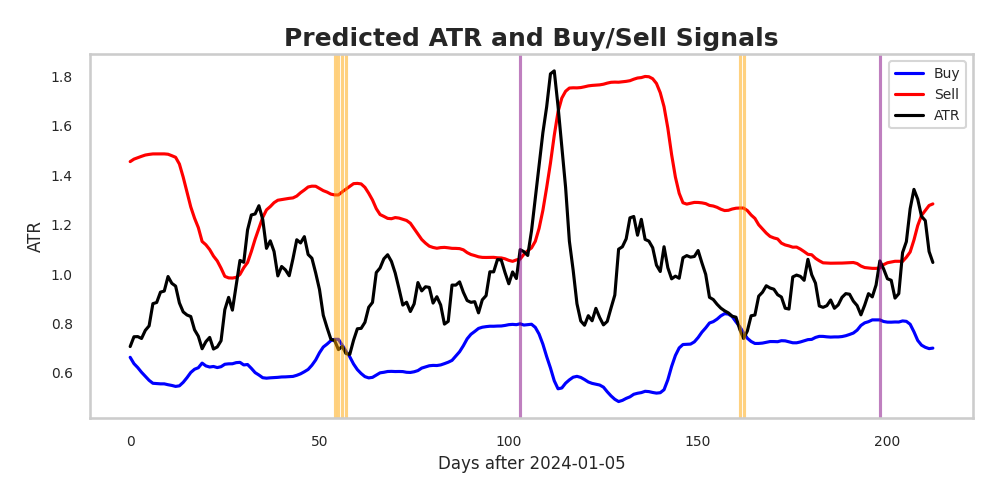 Predicted ATR and Buy/Sell Signals
Buy
Sell
ATR
1.8
1.6
1.4
1.2
1.0
0.8
0.6
ATR
0
50
100
150
200
Days after 2024-01-05